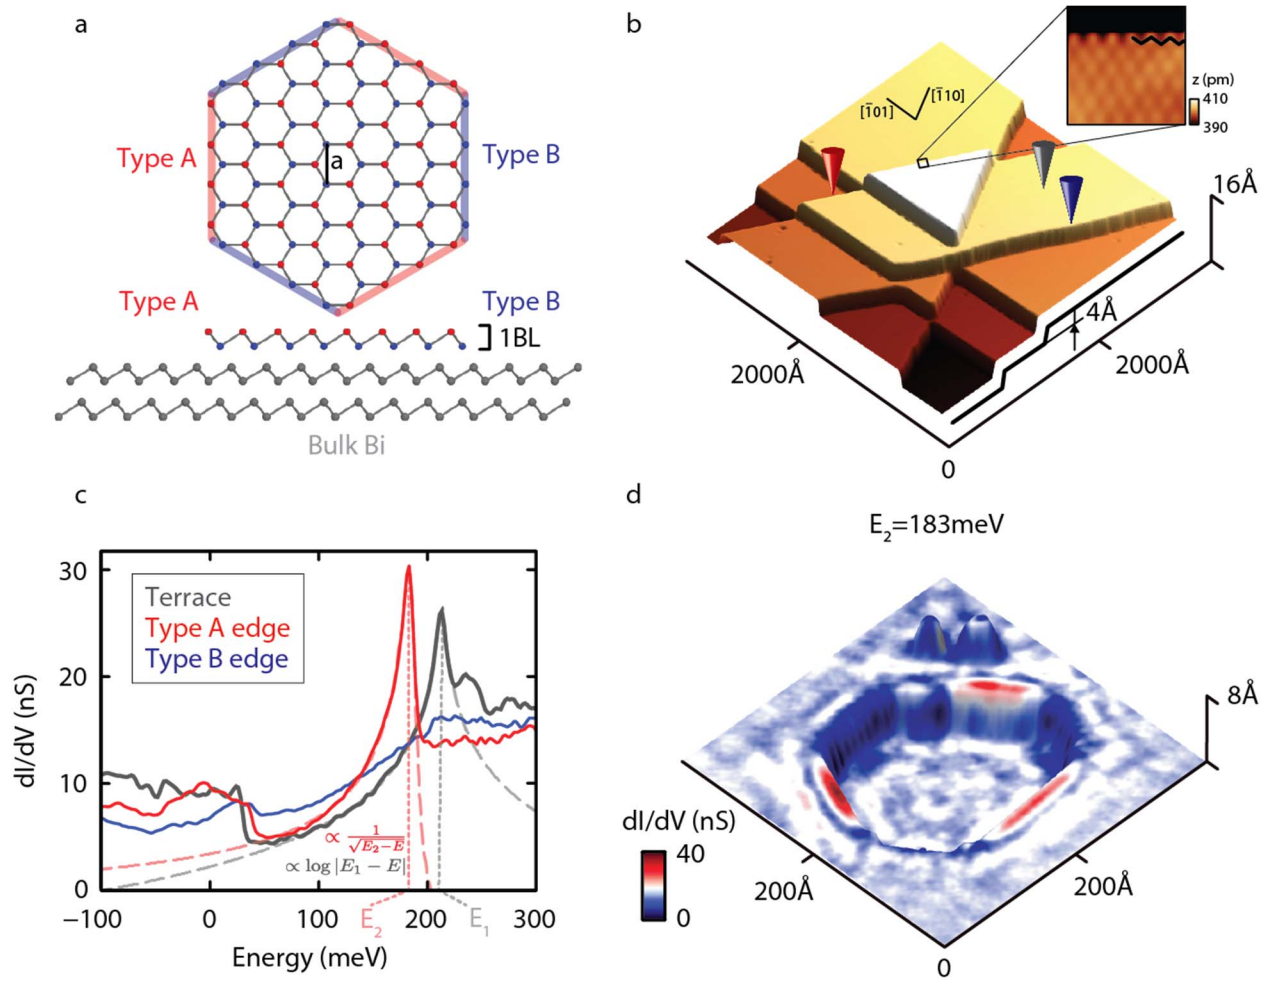 a
Type A
Type B
a
Type A
Type B
1BL
Bulk Bi
b
[1̄01]
[1̄10]
z (pm)
410
390
16Å
4Å
2000Å
2000Å
0
c
dI/dV (nS)
30
20
10
0
Terrace
Type A edge
Type B edge
∝ 1/√E₂−E
∝ log |E₁ − E|
−100
0
100
200
300
E₂
E₁
Energy (meV)
d
E₂=183meV
8Å
dI/dV (nS)
40
0
200Å
200Å
0